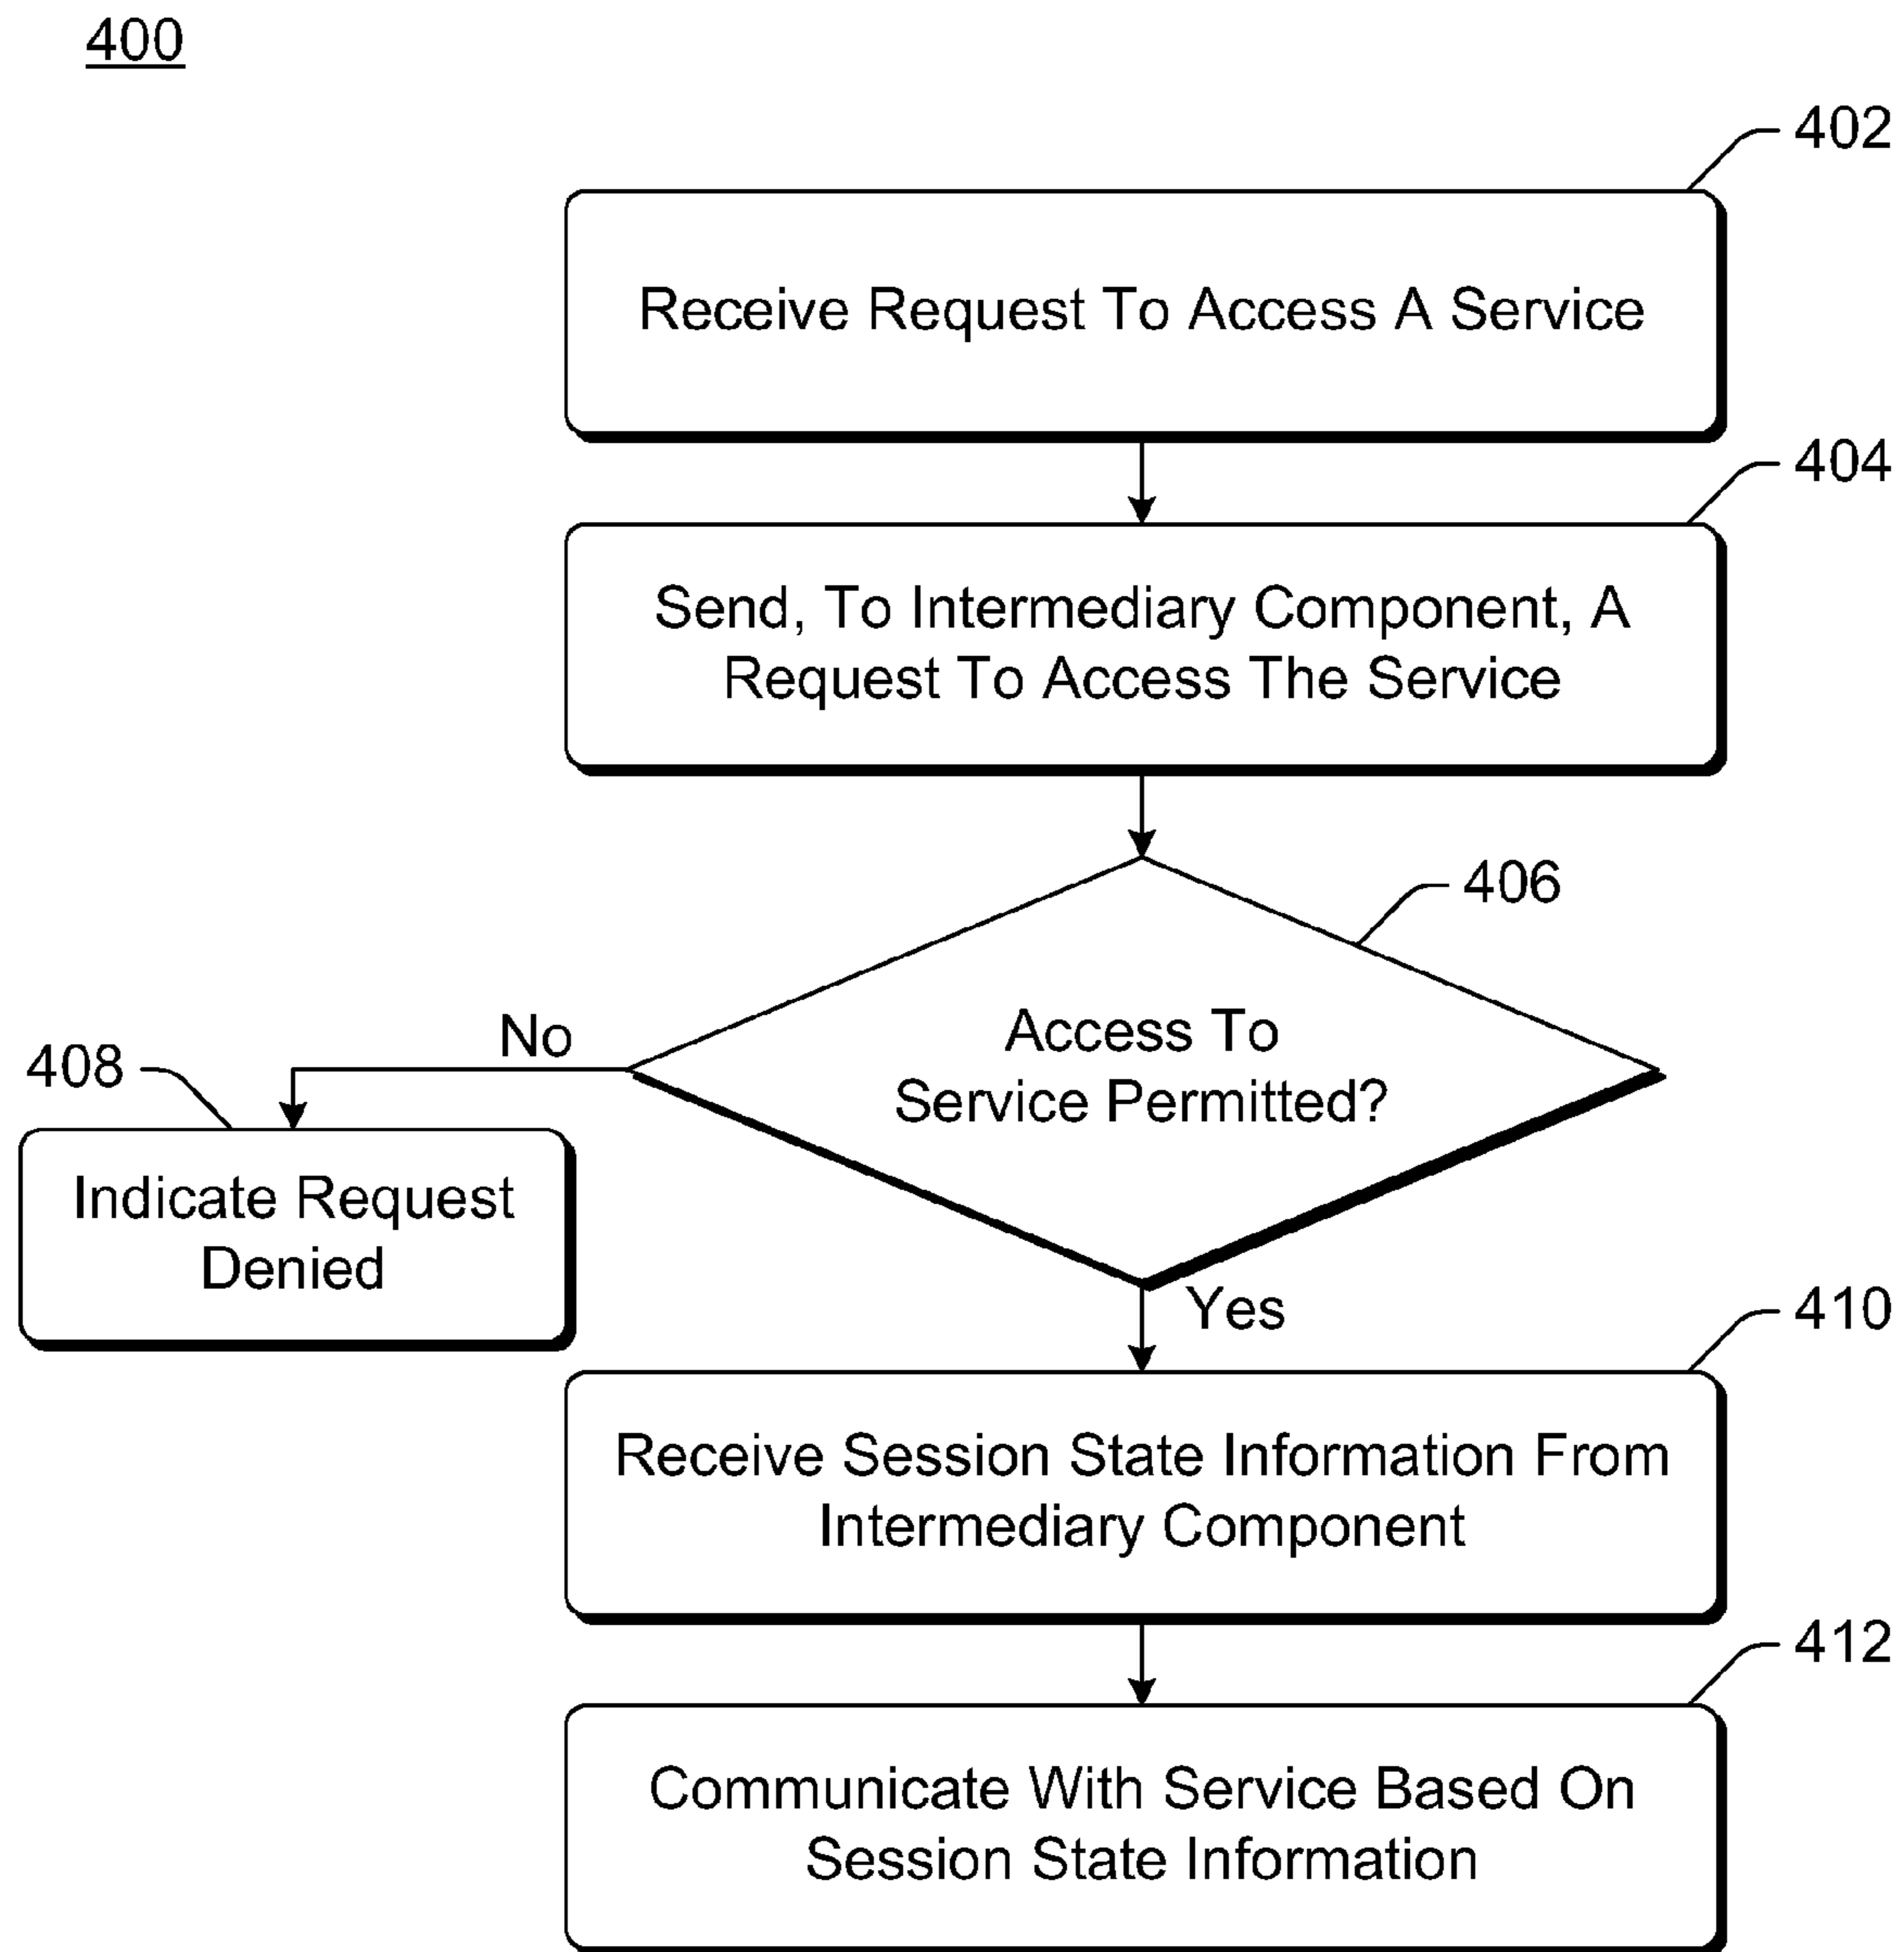 400
402
Receive Request To Access A Service
404
Send, To Intermediary Component, A
Request To Access The Service
406
Access To
Service Permitted?
No
408
Indicate Request
Denied
Yes
410
Receive Session State Information From
Intermediary Component
412
Communicate With Service Based On
Session State Information